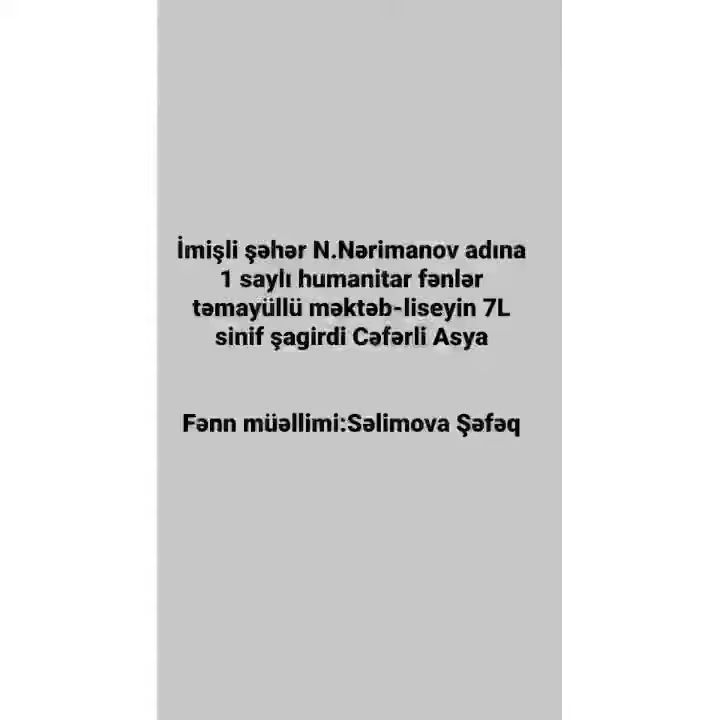 İmişli şəhər N.Nərimanov adına
1 saylı humanitar fənlər
təmayüllü məktəb-liseyin 7L
sinif şagirdi Cəfərli Asya
Fənn müəllimi:Səlimova Şəfəq